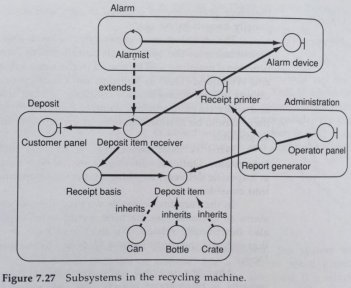 Alarm
Alarmist
Alarm device
extends
Receipt printer
Deposit
Administration
Customer panel
Deposit item receiver
Operator panel
Report generator
Receipt basis
Deposit item
inherits
inherits
inherits
Can
Bottle
Crate
Figure 7.27 Subsystems in the recycling machine.